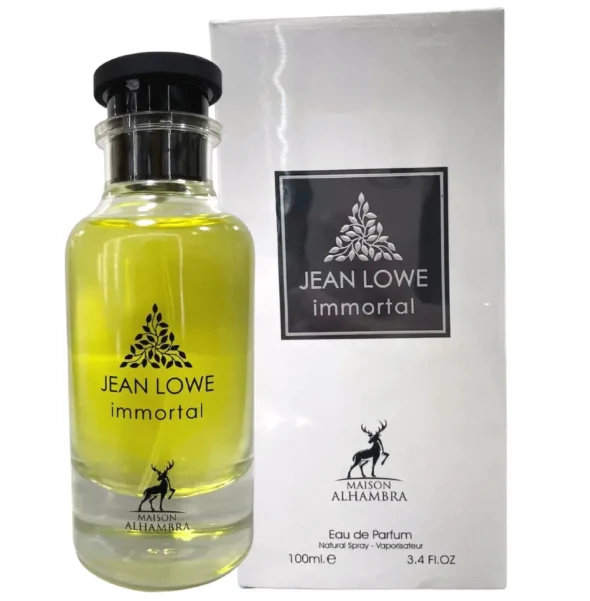 JEAN LOWE
immortal
MAISON
ALHAMBRA
JEAN LOWE
immortal
MAISON
ALHAMBRA
Eau de Parfum
Natural Spray - Vaporisateur
100ml.e 3.4 Fl.OZ